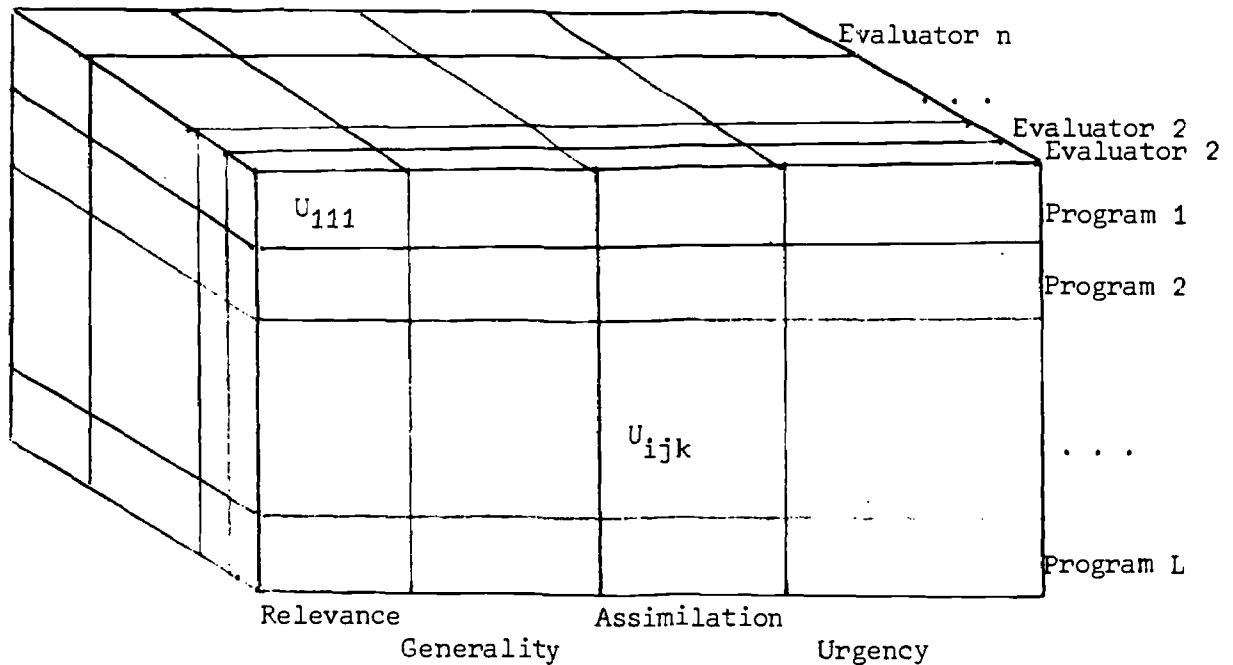 Evaluator n
. . .
Evaluator 2
Evaluator 2
U111
Program 1
Program 2
Uijk
. . .
Program L
Relevance
Assimilation
Generality
Urgency